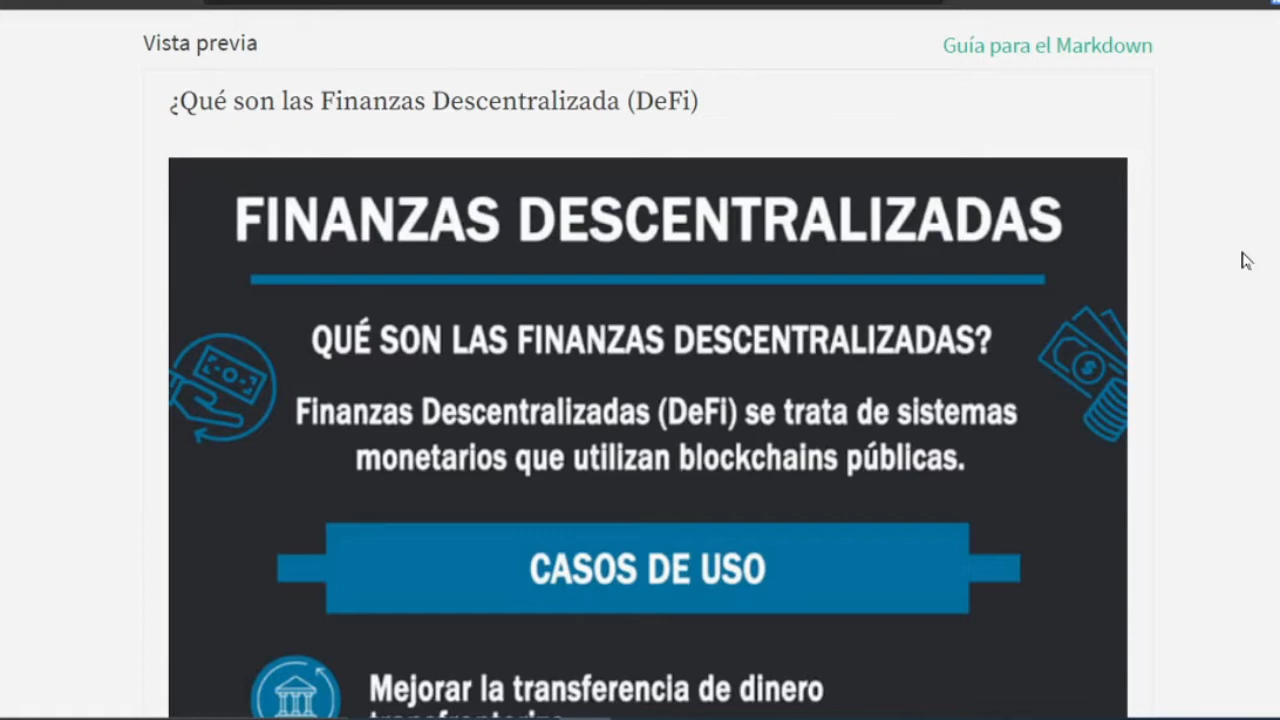 Vista previa
Guía para el Markdown
¿Qué son las Finanzas Descentralizada (DeFi)
FINANZAS DESCENTRALIZADAS
QUÉ SON LAS FINANZAS DESCENTRALIZADAS?
Finanzas Descentralizadas (DeFi) se trata de sistemas
monetarios que utilizan blockchains públicas.
CASOS DE USO
Mejorar la transferencia de dinero